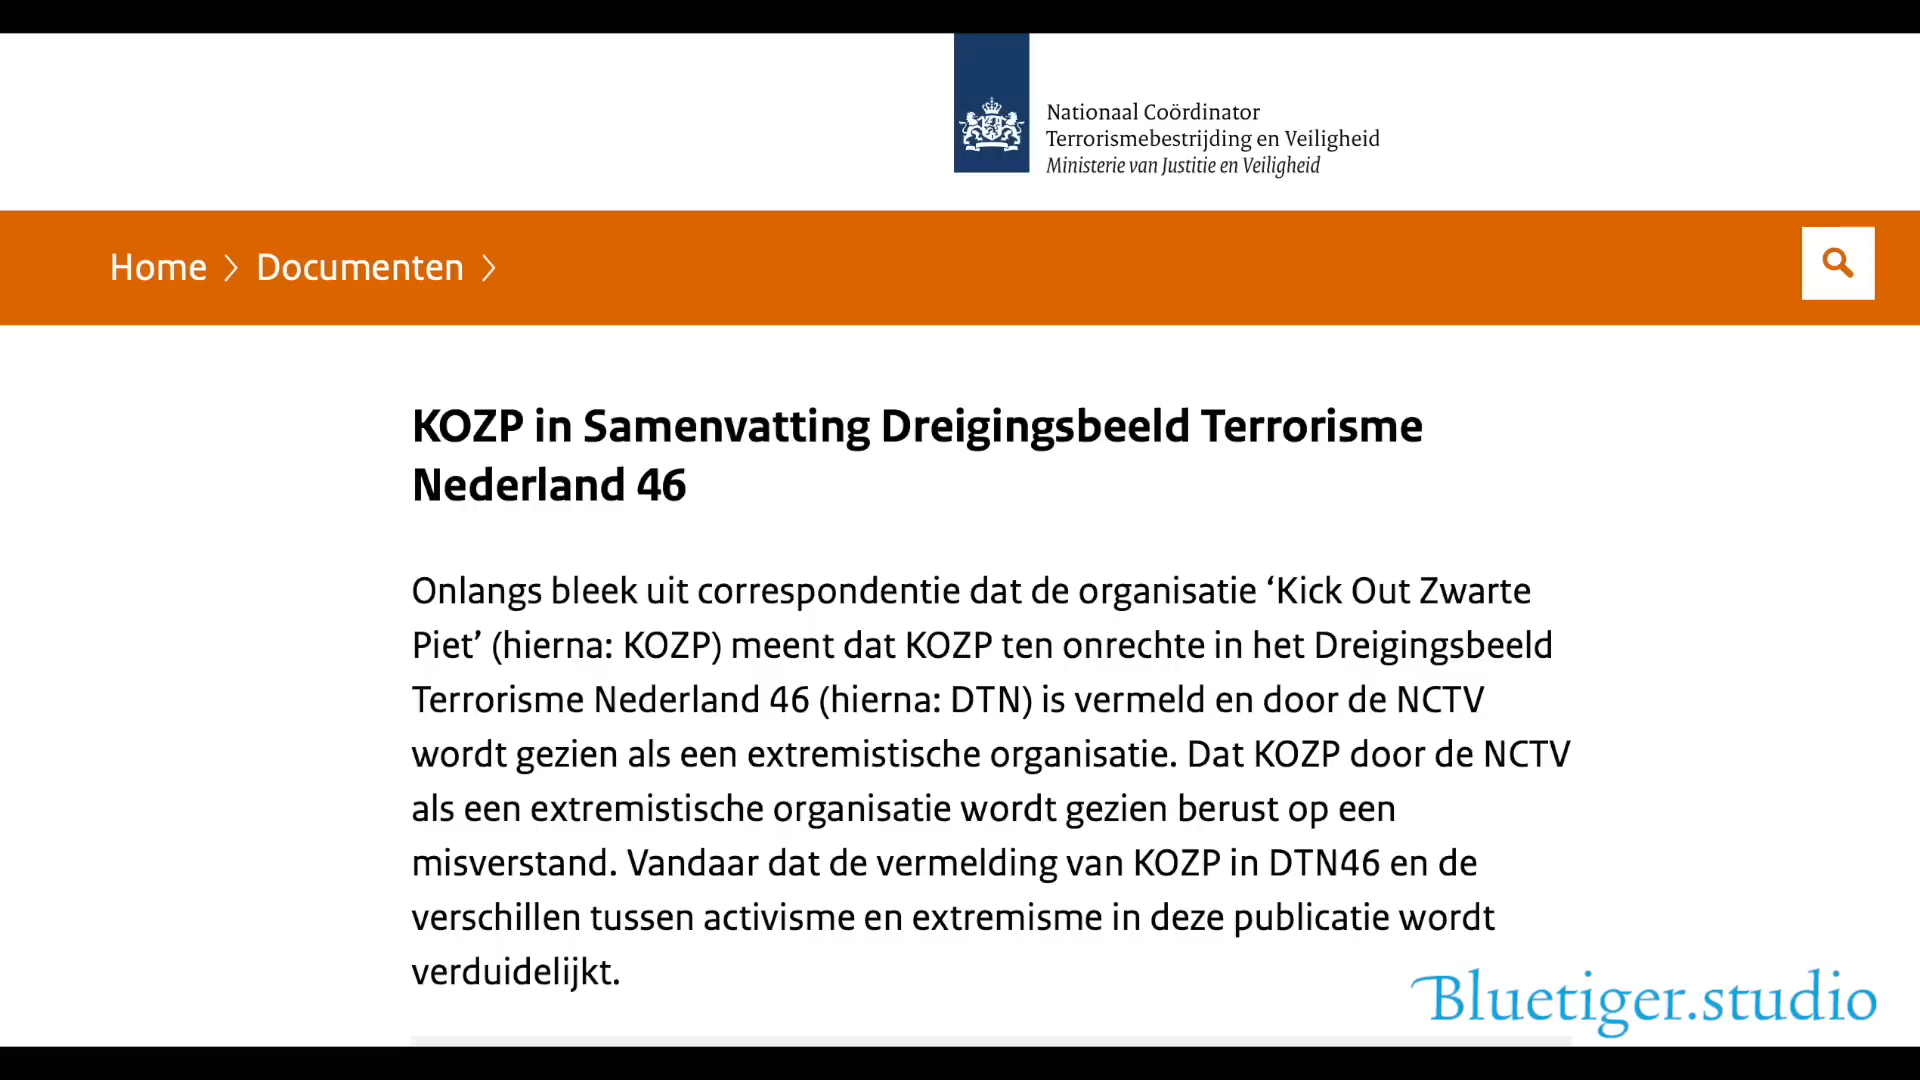 Nationaal Coördinator
Terrorismebestrijding en Veiligheid
Ministerie van Justitie en Veiligheid
Home > Documenten >
KOZP in Samenvatting Dreigingsbeeld Terrorisme
Nederland 46
Onlangs bleek uit correspondentie dat de organisatie ‘Kick Out Zwarte
Piet’ (hierna: KOZP) meent dat KOZP ten onrechte in het Dreigingsbeeld
Terrorisme Nederland 46 (hierna: DTN) is vermeld en door de NCTV
wordt gezien als een extremistische organisatie. Dat KOZP door de NCTV
als een extremistische organisatie wordt gezien berust op een
misverstand. Vandaar dat de vermelding van KOZP in DTN46 en de
verschillen tussen activisme en extremisme in deze publicatie wordt
verduidelijkt.
Bluetiger.studio